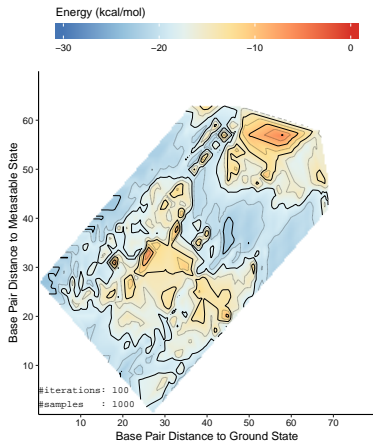 Energy (kcal/mol)
−30 −20 −10 0
Base Pair Distance to Metastable State
60
50
40
30
20
10
#iterations: 100
#samples : 1000
10 20 30 40 50 60 70
Base Pair Distance to Ground State